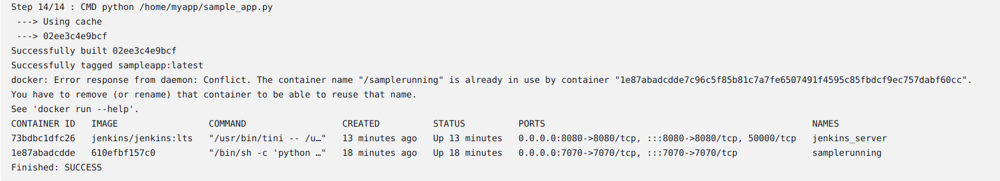 Step 14/14 : CMD python /home/myapp/sample_app.py
 ---> Using cache
 ---> 02ee3c4e9bcf
Successfully built 02ee3c4e9bcf
Successfully tagged sampleapp:latest
docker: Error response from daemon: Conflict. The container name "/samplerunning" is already in use by container "1e87abadcdde7c96c5f85b81c7a7fe6507491f4595c85fbdcf9ec757dabf60cc".
You have to remove (or rename) that container to be able to reuse that name.
See 'docker run --help'.
CONTAINER ID   IMAGE                 COMMAND                  CREATED          STATUS          PORTS                                                  NAMES
73bdbc1dfc26   jenkins/jenkins:lts   "/usr/bin/tini -- /u…"   13 minutes ago   Up 13 minutes   0.0.0.0:8080->8080/tcp, :::8080->8080/tcp, 50000/tcp   jenkins_server
1e87abadcdde   610efbf157c0          "/bin/sh -c 'python …"   18 minutes ago   Up 18 minutes   0.0.0.0:7070->7070/tcp, :::7070->7070/tcp              samplerunning
Finished: SUCCESS